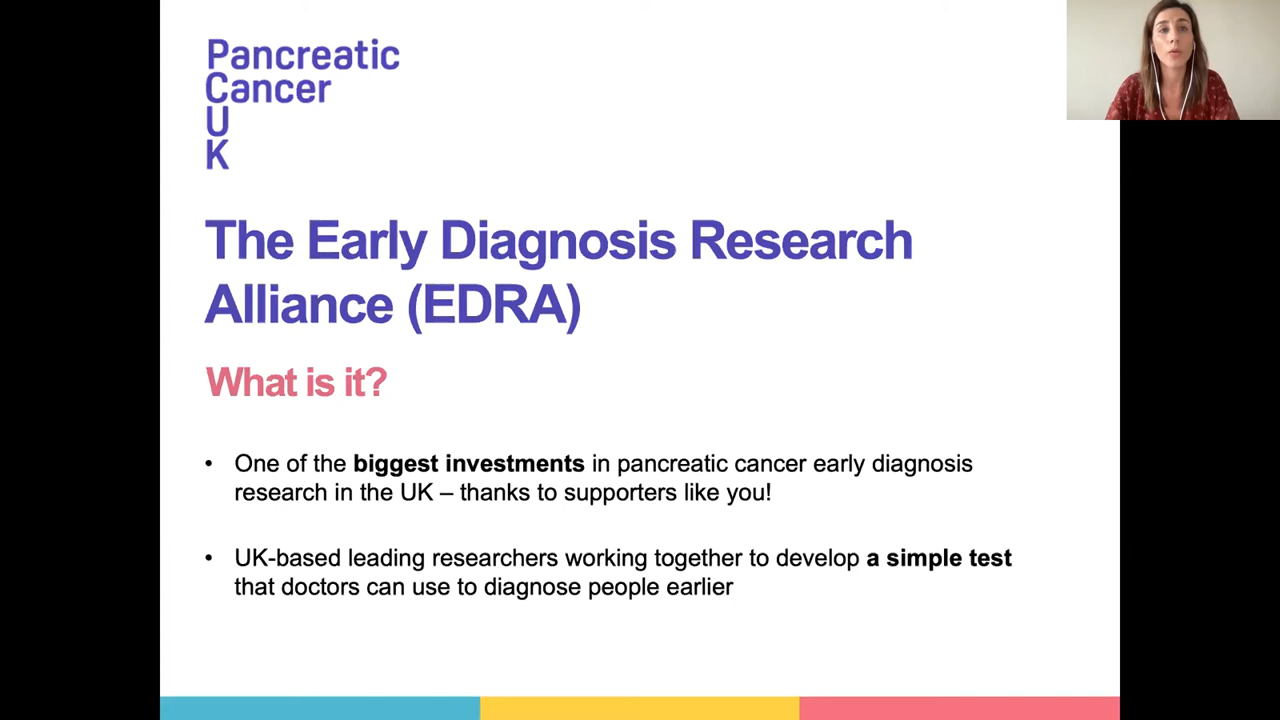 Pancreatic
Cancer
U
K
The Early Diagnosis Research
Alliance (EDRA)
What is it?
• One of the biggest investments in pancreatic cancer early diagnosis
research in the UK – thanks to supporters like you!
• UK-based leading researchers working together to develop a simple test
that doctors can use to diagnose people earlier